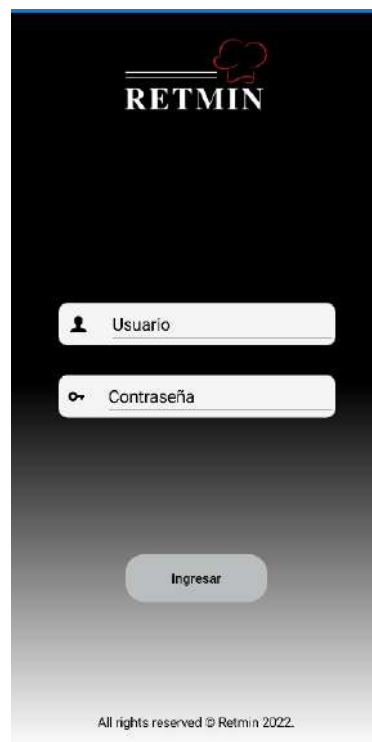 RETMIN
Usuario
Contraseña
Ingresar
All rights reserved © Retmin 2022.